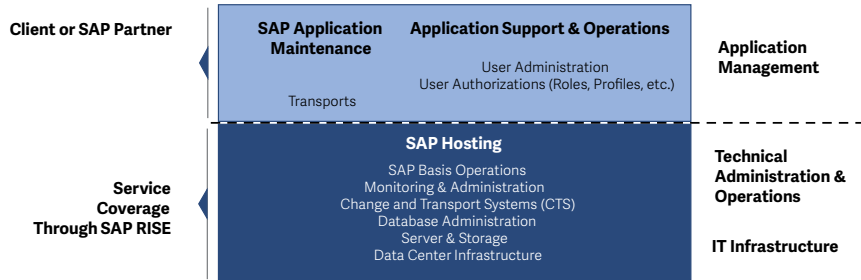 Client or SAP Partner
SAP Application
Maintenance
Transports
Application Support & Operations
User Administration
User Authorizations (Roles, Profiles, etc.)
Application
Management
Service
Coverage
Through SAP RISE
SAP Hosting
SAP Basis Operations
Monitoring & Administration
Change and Transport Systems (CTS)
Database Administration
Server & Storage
Data Center Infrastructure
Technical
Administration &
Operations
IT Infrastructure